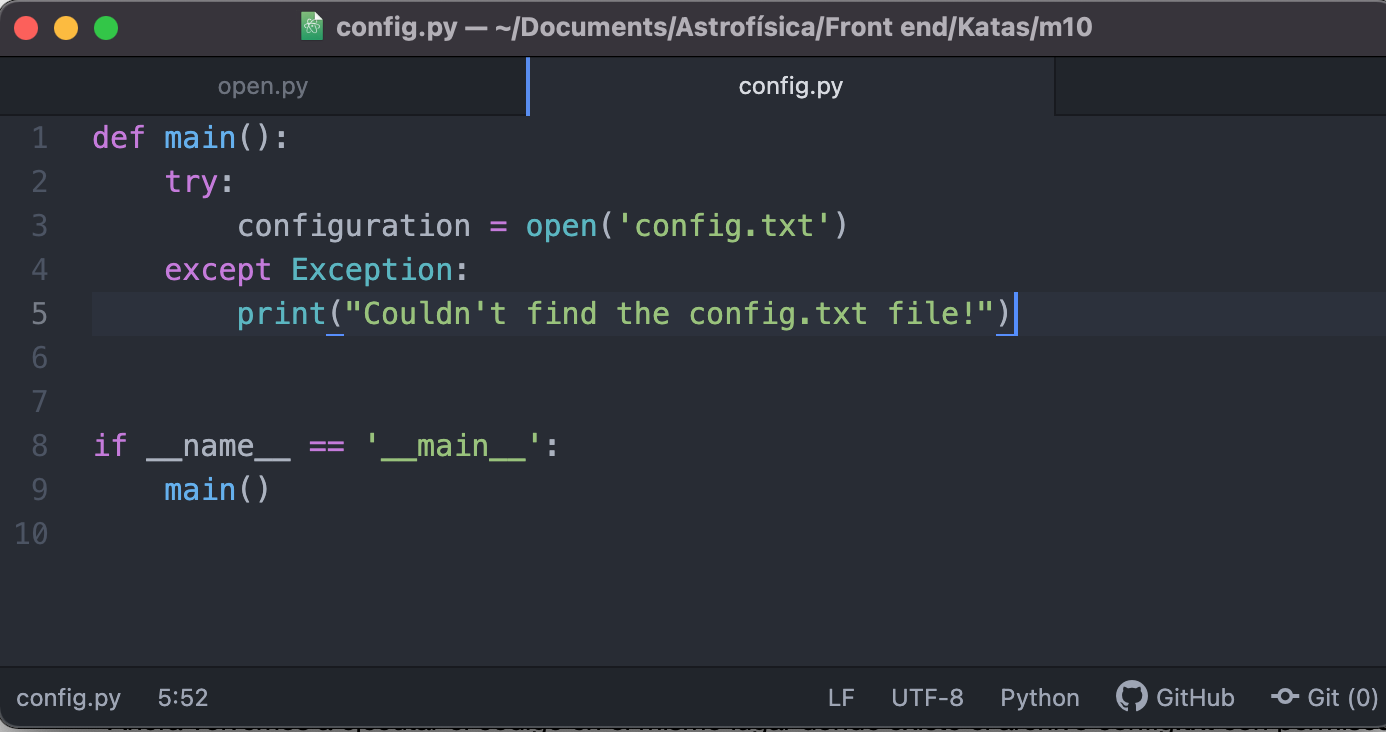 config.py — ~/Documents/Astrofísica/Front end/Katas/m10
open.py config.py
1 def main():
2     try:
3         configuration = open('config.txt')
4     except Exception:
5         print("Couldn't find the config.txt file!")
6
7
8 if __name__ == '__main__':
9     main()
10
config.py 5:52 LF UTF-8 Python GitHub Git (0)